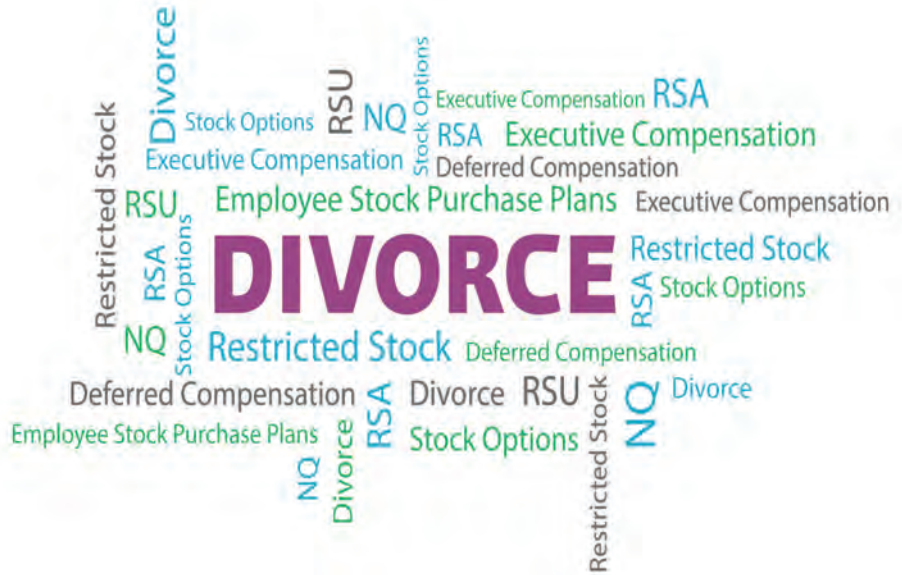 Divorce
Restricted Stock
Stock Options
RSU
NQ
Stock Options
Executive Compensation
RSA
RSA
Executive Compensation
Executive Compensation
Deferred Compensation
RSU
Employee Stock Purchase Plans
Executive Compensation
RSA
Stock Options
DIVORCE
Restricted Stock
RSA
Stock Options
NQ
Restricted Stock
Deferred Compensation
Deferred Compensation
RSA
Divorce
RSU
Restricted Stock
NQ
Divorce
Employee Stock Purchase Plans
NQ
Divorce
Stock Options